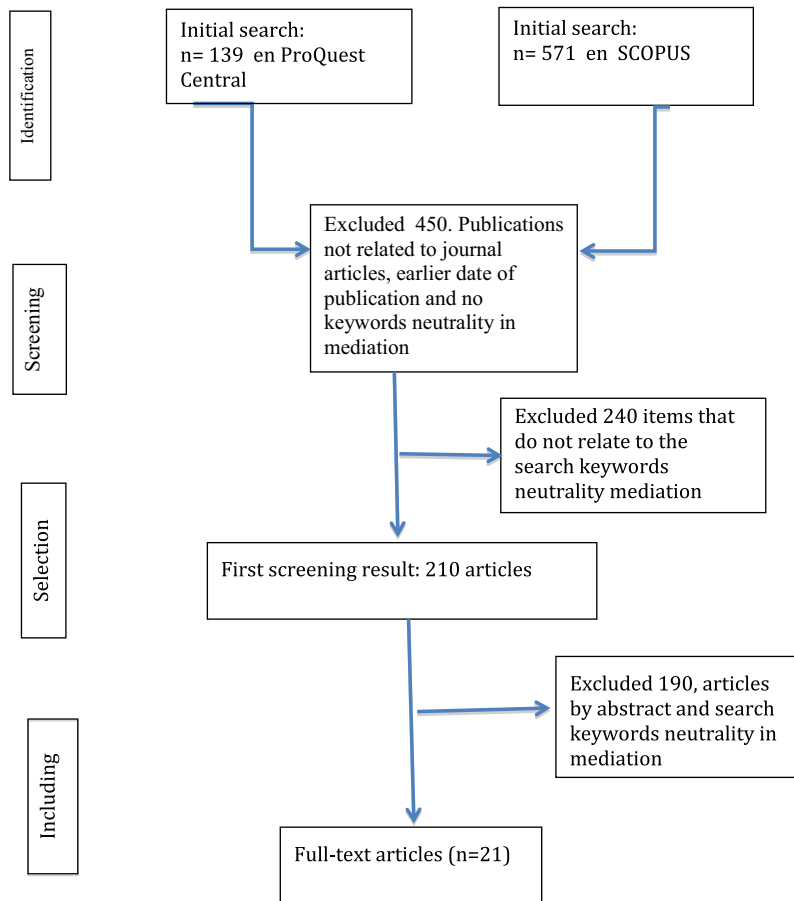 Identification
Initial search:
n= 139 en ProQuest
Central
Initial search:
n= 571 en SCOPUS
Excluded 450. Publications
not related to journal
articles, earlier date of
publication and no
keywords neutrality in
mediation
Screening
Excluded 240 items that
do not relate to the
search keywords
neutrality mediation
Selection
First screening result: 210 articles
Excluded 190, articles
by abstract and search
keywords neutrality in
mediation
Including
Full-text articles (n=21)